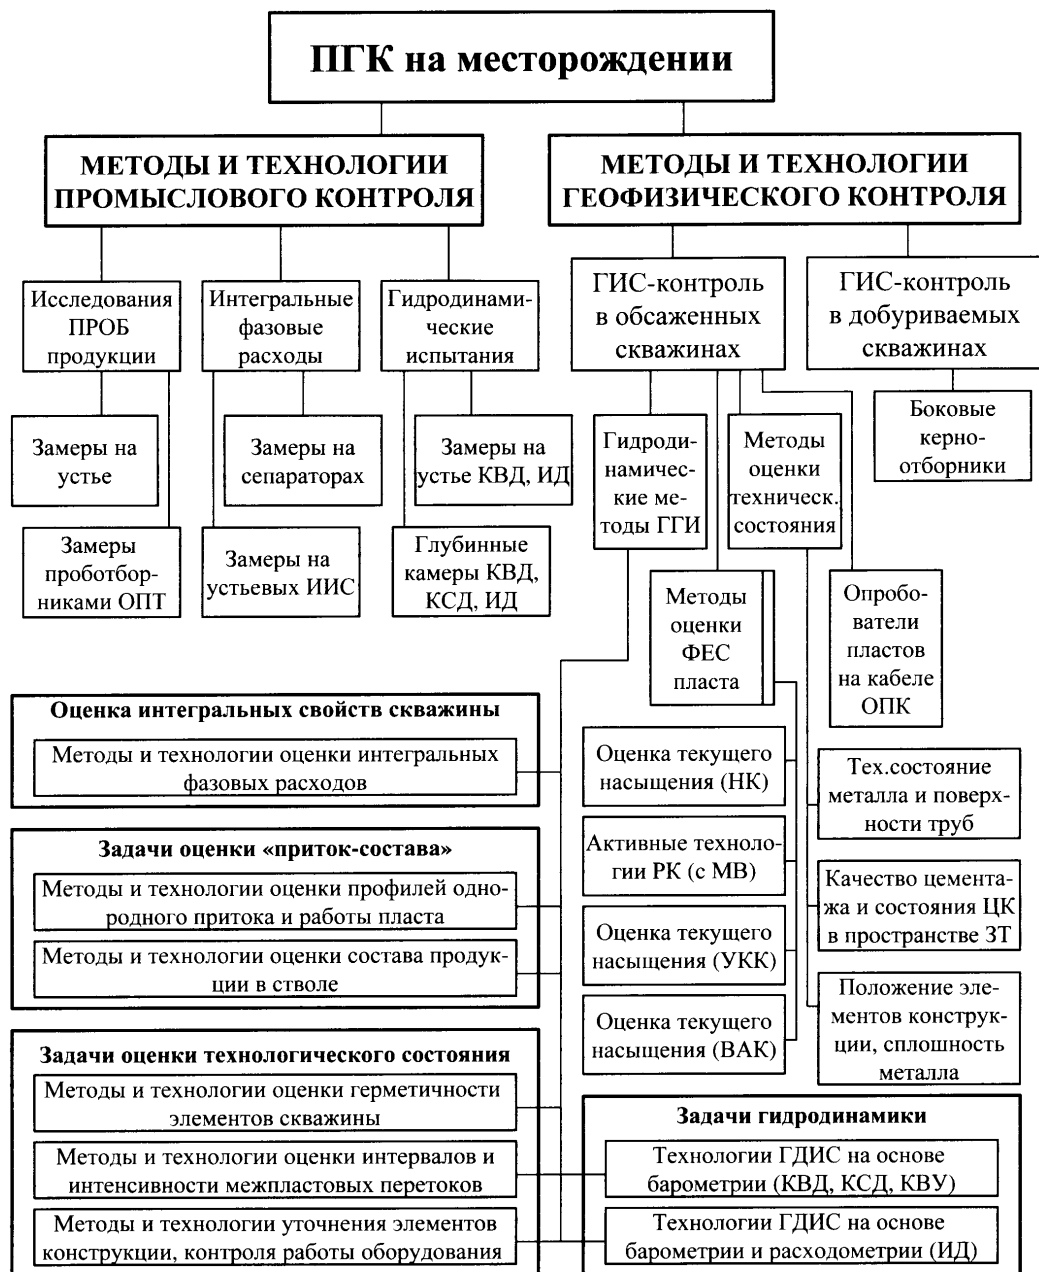 ПГК на месторождении
МЕТОДЫ И ТЕХНОЛОГИИ
ПРОМЫСЛОВОГО КОНТРОЛЯ
МЕТОДЫ И ТЕХНОЛОГИИ
ГЕОФИЗИЧЕСКОГО КОНТРОЛЯ
Исследования
ПРОБ
продукции
Интегральные
фазовые
расходы
Гидродинами-
ческие
испытания
ГИС-контроль
в обсаженных
скважинах
ГИС-контроль
в добуриваемых
скважинах
Замеры на
устье
Замеры на
сепараторах
Замеры на
устье КВД, ИД
Гидроди-
намичес-
кие ме-
тоды ГГИ
Методы
оценки
техническ.
состояния
Боковые
керно-
отборники
Замеры
проботбор-
никами ОПТ
Замеры на
устьевых ИИС
Глубинные
камеры КВД,
КСД, ИД
Методы
оценки
ФЕС
пласта
Опробо-
ватели
пластов
на кабеле
ОПК
Оценка интегральных свойств скважины
Методы и технологии оценки интегральных
фазовых расходов
Задачи оценки «приток-состава»
Методы и технологии оценки профилей одно-
родного притока и работы пласта
Методы и технологии оценки состава продук-
ции в стволе
Задачи оценки технологического состояния
Методы и технологии оценки герметичности
элементов скважины
Методы и технологии оценки интервалов и
интенсивности межпластовых перетоков
Методы и технологии уточнения элементов
конструкции, контроля работы оборудования
Оценка текущего
насыщения (НК)
Активные техноло-
гии РК (с МВ)
Оценка текущего
насыщения (УКК)
Оценка текущего
насыщения (ВАК)
Тех.состояние
металла и поверх-
ности труб
Качество цемента-
жа и состояния ЦК
в пространстве ЗТ
Положение эле-
ментов конструк-
ции, сплошность
металла
Задачи гидродинамики
Технологии ГДИС на основе
барометрии (КВД, КСД, КВУ)
Технологии ГДИС на основе
барометрии и расходометрии (ИД)